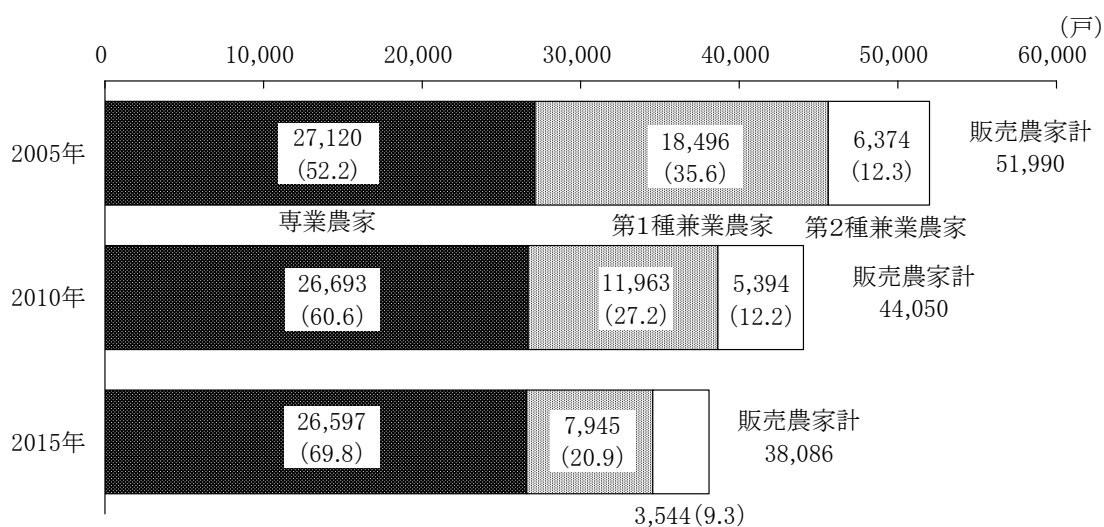 (戸)
0 10,000 20,000 30,000 40,000 50,000 60,000
2005年
27,120
(52.2)
18,496
(35.6)
6,374
(12.3)
販売農家計
51,990
専業農家 第1種兼業農家 第2種兼業農家
2010年
26,693
(60.6)
11,963
(27.2)
5,394
(12.2)
販売農家計
44,050
2015年
26,597
(69.8)
7,945
(20.9)
販売農家計
38,086
3,544(9.3)